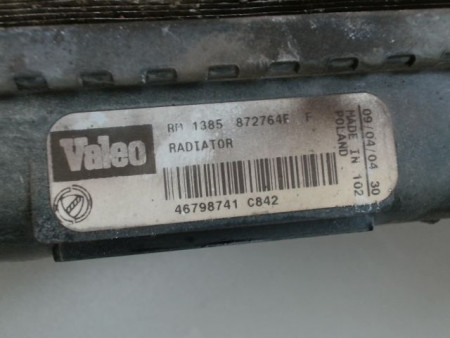 Valeo
RM 1385 872764F F
RADIATOR
46798741 C842
09/04/04 30
MADE IN 102
POLAND